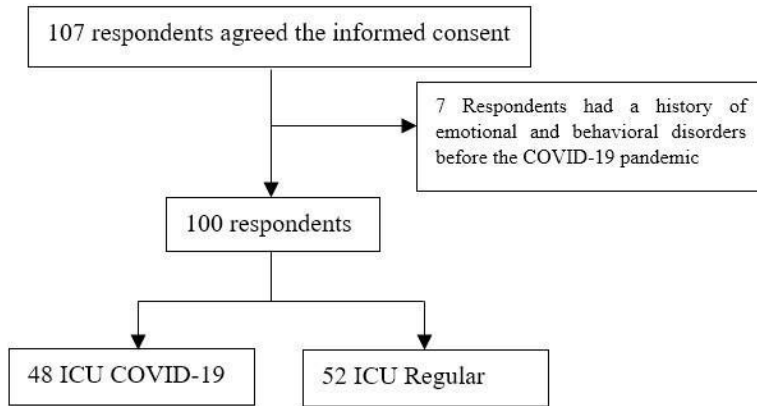 107 respondents agreed the informed consent
7 Respondents had a history of
emotional and behavioral disorders
before the COVID-19 pandemic
100 respondents
48 ICU COVID-19
52 ICU Regular